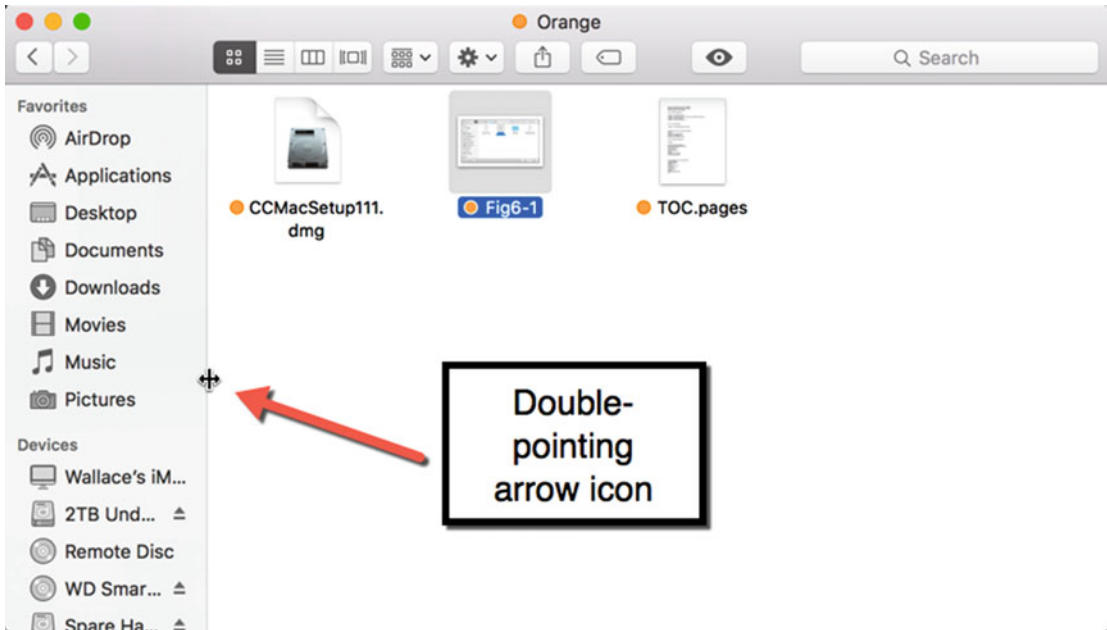 Orange
Search
Favorites
AirDrop
Applications
Desktop
Documents
Downloads
Movies
Music
Pictures
Devices
Wallace's iM...
2TB Und...
Remote Disc
WD Smar...
Spare Ha...
CCMacSetup111.
dmg
Fig6-1
TOC.pages
Double-
pointing
arrow icon